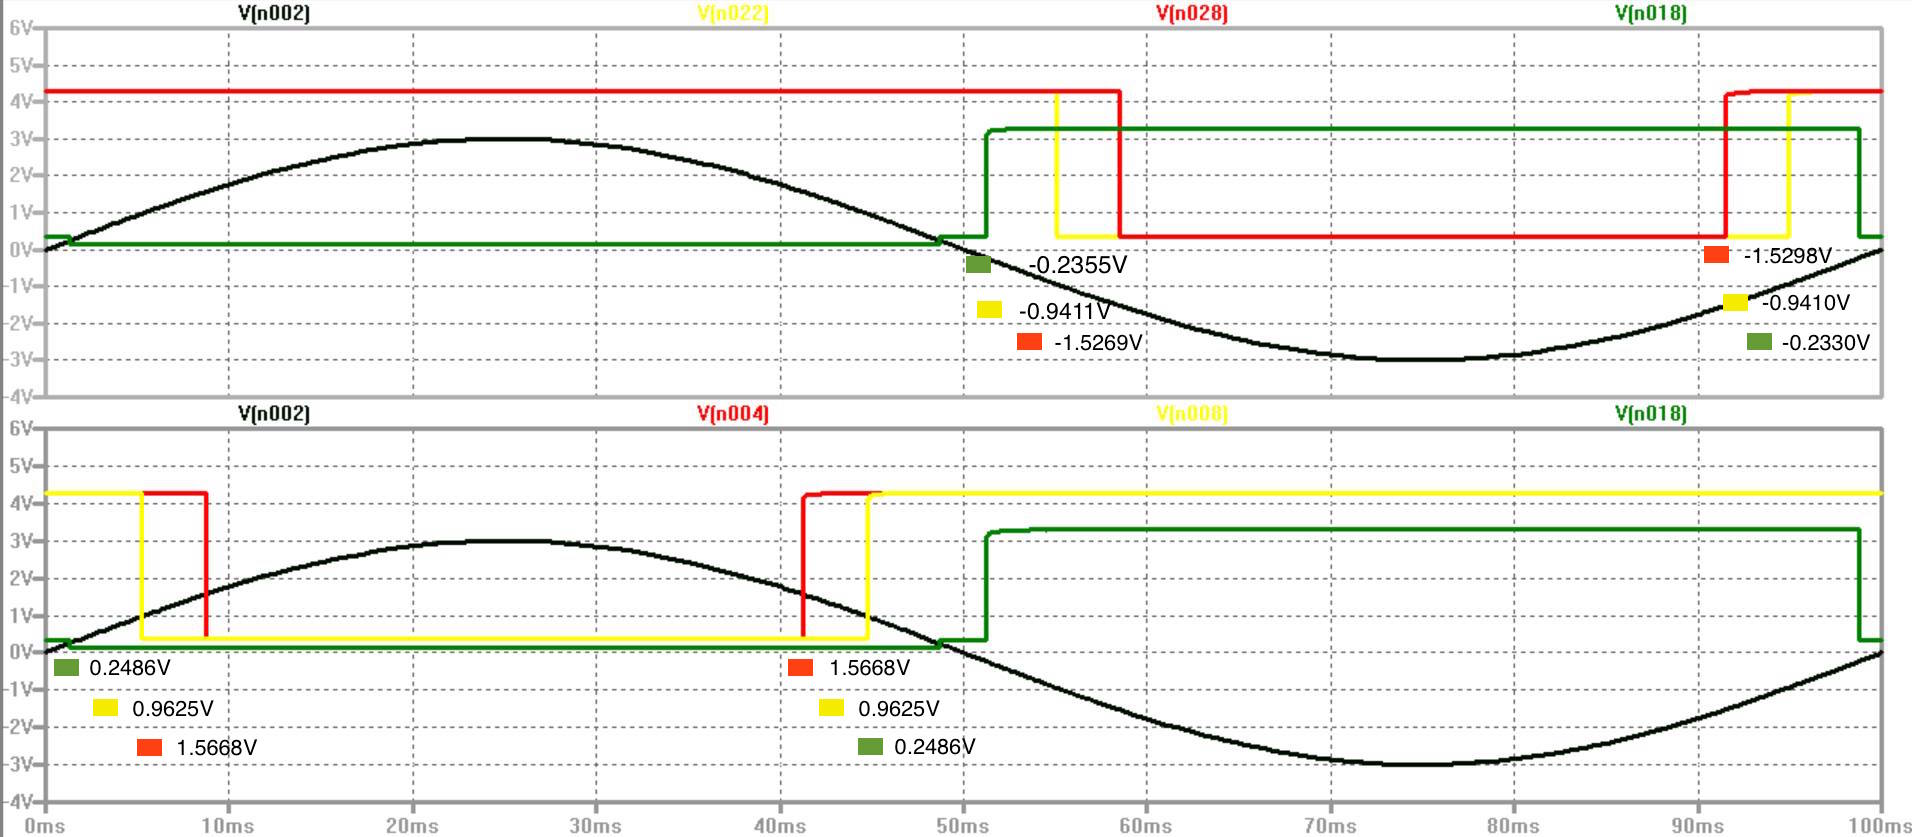 V(n002) V(n022) V(n028) V(n018)
6V
5V
4V
3V
2V
1V
0V
-1V
-2V
-3V
-4V
-0.2355V
-0.9411V
-1.5269V
-1.5298V
-0.9410V
-0.2330V
V(n002) V(n004) V(n008) V(n018)
6V
5V
4V
3V
2V
1V
0V
-1V
-2V
-3V
-4V
0.2486V
0.9625V
1.5668V
1.5668V
0.9625V
0.2486V
0ms 10ms 20ms 30ms 40ms 50ms 60ms 70ms 80ms 90ms 100ms